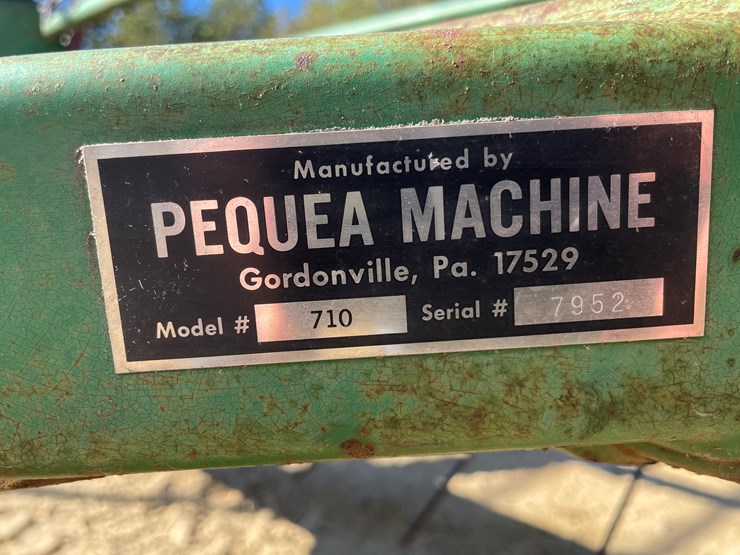 Manufactured by
PEQUEA MACHINE
Gordonville, Pa. 17529
Model # 710 Serial # 7952